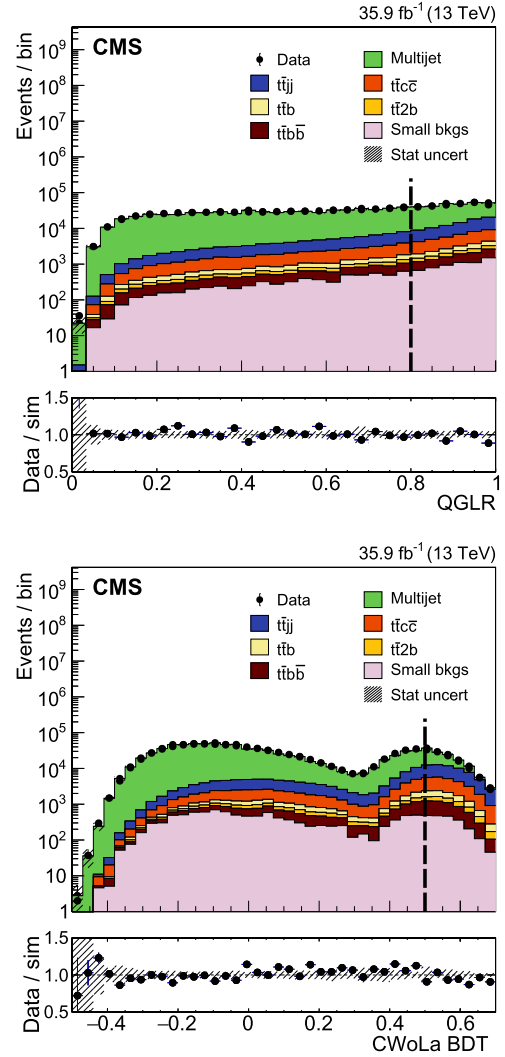 35.9 fb⁻¹ (13 TeV)
CMS
Data
Multijet
tt̄jj
tt̄cc̄
tt̄b
tt̄2b
tt̄bb̄
Small bkgs
Stat uncert
Events / bin
10⁹
10⁸
10⁷
10⁶
10⁵
10⁴
10³
10²
10
1
Data / sim
1.5
1.0
0.5
0 0.2 0.4 0.6 0.8 1
QGLR
35.9 fb⁻¹ (13 TeV)
CMS
Data
Multijet
tt̄jj
tt̄cc̄
tt̄b
tt̄2b
tt̄bb̄
Small bkgs
Stat uncert
Events / bin
10⁹
10⁸
10⁷
10⁶
10⁵
10⁴
10³
10²
10
1
Data / sim
1.5
1.0
0.5
−0.4 −0.2 0 0.2 0.4 0.6
CWoLa BDT